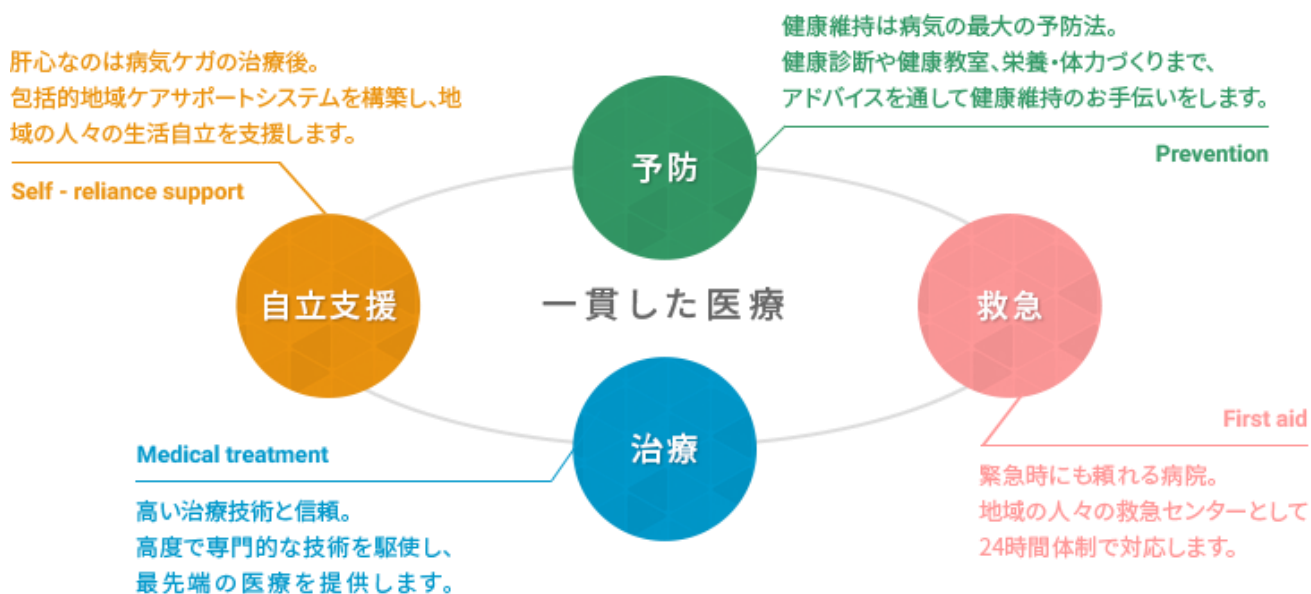 健康維持は病気の最大の予防法。
健康診断や健康教室、栄養・体力づくりまで、
アドバイスを通して健康維持のお手伝いをします。
Prevention
予防
肝心なのは病気ケガの治療後。
包括的地域ケアサポートシステムを構築し、地
域の人々の生活自立を支援します。
Self - reliance support
自立支援
一貫した医療
救急
First aid
緊急時にも頼れる病院。
地域の人々の救急センターとして
24時間体制で対応します。
治療
Medical treatment
高い治療技術と信頼。
高度で専門的な技術を駆使し、
最先端の医療を提供します。